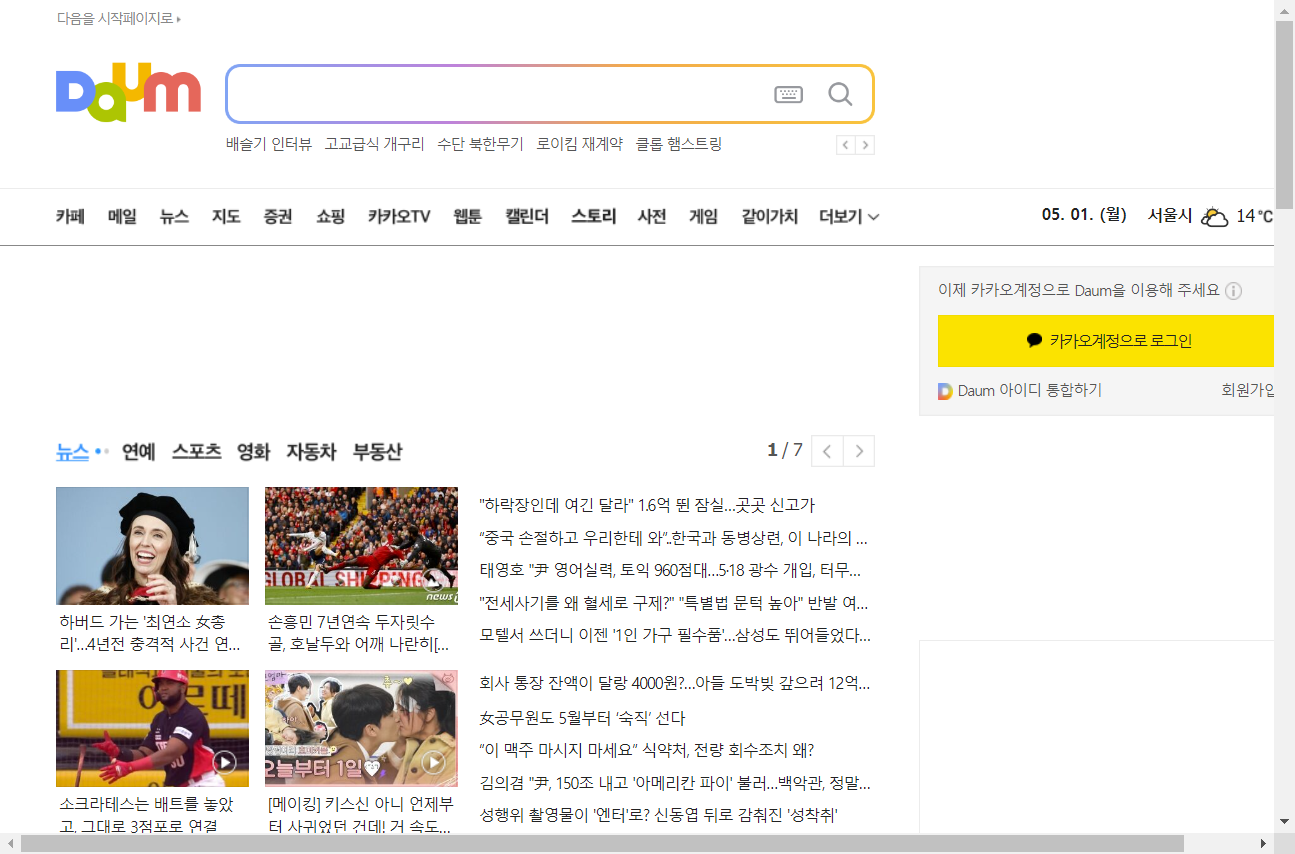 다음을 시작페이지로
Daum
배슬기 인터뷰 고교급식 개구리 수단 북한무기 로이킴 재계약 클롭 햄스트링
카페 메일 뉴스 지도 증권 쇼핑 카카오TV 웹툰 캘린더 스토리 사전 게임 같이가치 더보기
05. 01. (월) 서울시 14 ℃
이제 카카오계정으로 Daum을 이용해 주세요
카카오계정으로 로그인
Daum 아이디 통합하기 회원가입
뉴스 연예 스포츠 영화 자동차 부동산
1 / 7
GLOB SHIPPING
news1
하버드 가는 '최연소 女총
리'…4년전 충격적 사건 연…
손흥민 7년연속 두자릿수
골, 호날두와 어깨 나란히[…
오늘부터 1일
소크라테스는 배트를 놓았
고, 그대로 3점포로 연결
[메이킹] 키스신 아니 언제부
터 사귀었던 건데! 거 속도…
"하락장인데 여긴 달라" 1.6억 뛴 잠실…곳곳 신고가
“중국 손절하고 우리한테 와”..한국과 동병상련, 이 나라의 …
태영호 "尹 영어실력, 토익 960점대…5·18 광수 개입, 터무…
"전세사기를 왜 혈세로 구제?" "특별법 문턱 높아" 반발 여…
모텔서 쓰더니 이젠 '1인 가구 필수품'…삼성도 뛰어들었다…
회사 통장 잔액이 달랑 4000원?…아들 도박빚 갚으려 12억…
女공무원도 5월부터 ‘숙직’ 선다
“이 맥주 마시지 마세요” 식약처, 전량 회수조치 왜?
김의겸 "尹, 150조 내고 '아메리칸 파이' 불러…백악관, 정말…
성행위 촬영물이 '엔터'로? 신동엽 뒤로 감춰진 '성착취'